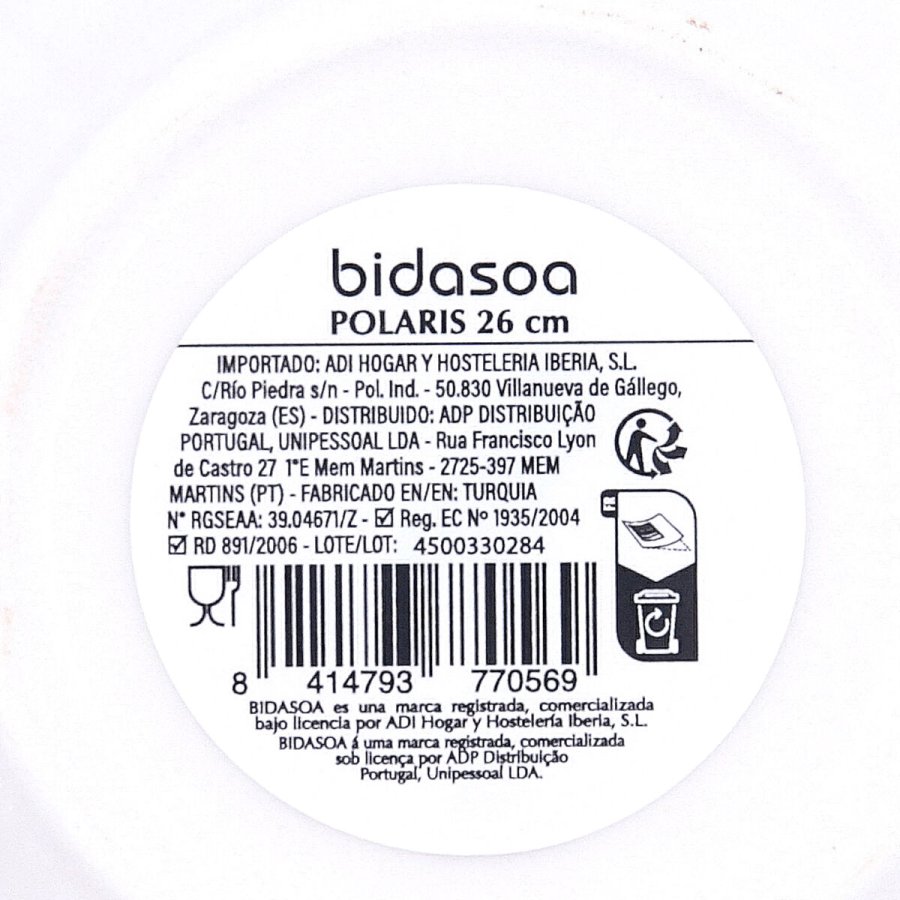 bidasoa
POLARIS 26 cm
IMPORTADO: ADI HOGAR Y HOSTELERIA IBERIA, S.L.
C/Río Piedra s/n - Pol. Ind. - 50.830 Villanueva de Gállego,
Zaragoza (ES) - DISTRIBUIDO: ADP DISTRIBUIÇÃO
PORTUGAL, UNIPESSOAL LDA - Rua Francisco Lyon
de Castro 27 1°E Mem Martins - 2725-397 MEM
MARTINS (PT) - FABRICADO EN/EN: TURQUIA
N° RGSEAA: 39.04671/Z - ☑ Reg. EC Nº 1935/2004
☑ RD 891/2006 - LOTE/LOT: 4500330284
FR
8 414793 770569
BIDASOA es una marca registrada, comercializada
bajo licencia por ADI Hogar y Hostelería Iberia, S.L.
BIDASOA á uma marca registrada, comercializada
sob licença por ADP Distribuição
Portugal, Unipessoal LDA.